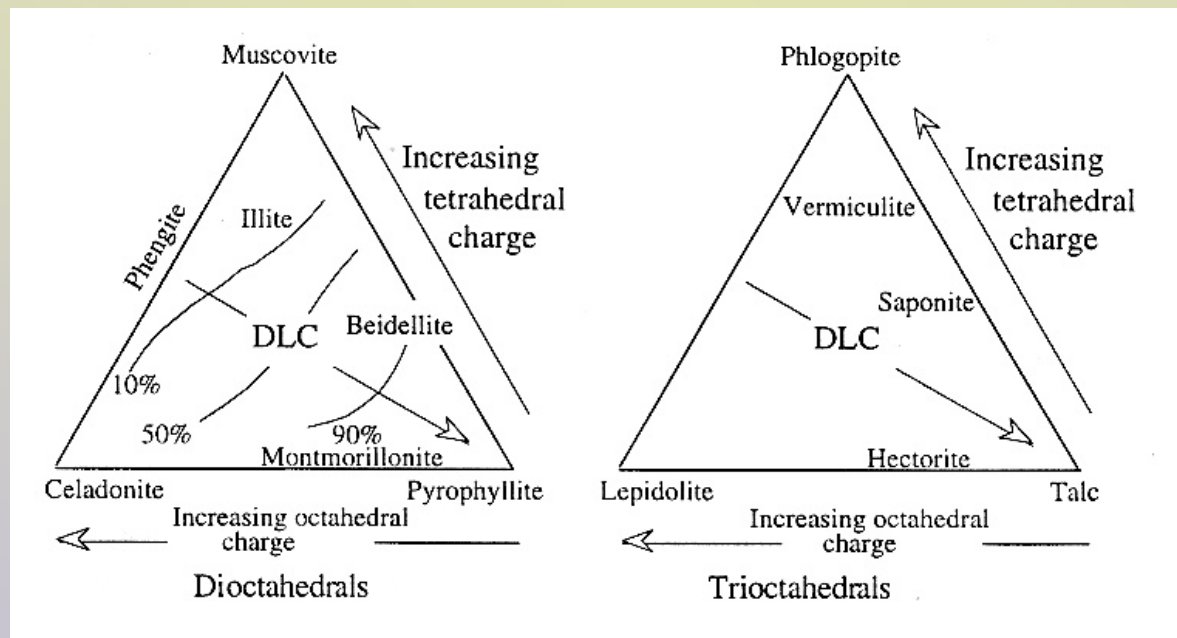 Muscovite
Increasing
tetrahedral
charge
Phengite
Illite
DLC
Beidellite
10%
50%
90%
Montmorillonite
Celadonite
Pyrophyllite
Increasing octahedral
charge
Dioctahedrals
Phlogopite
Increasing
tetrahedral
charge
Vermiculite
Saponite
DLC
Hectorite
Lepidolite
Talc
Increasing octahedral
charge
Trioctahedrals